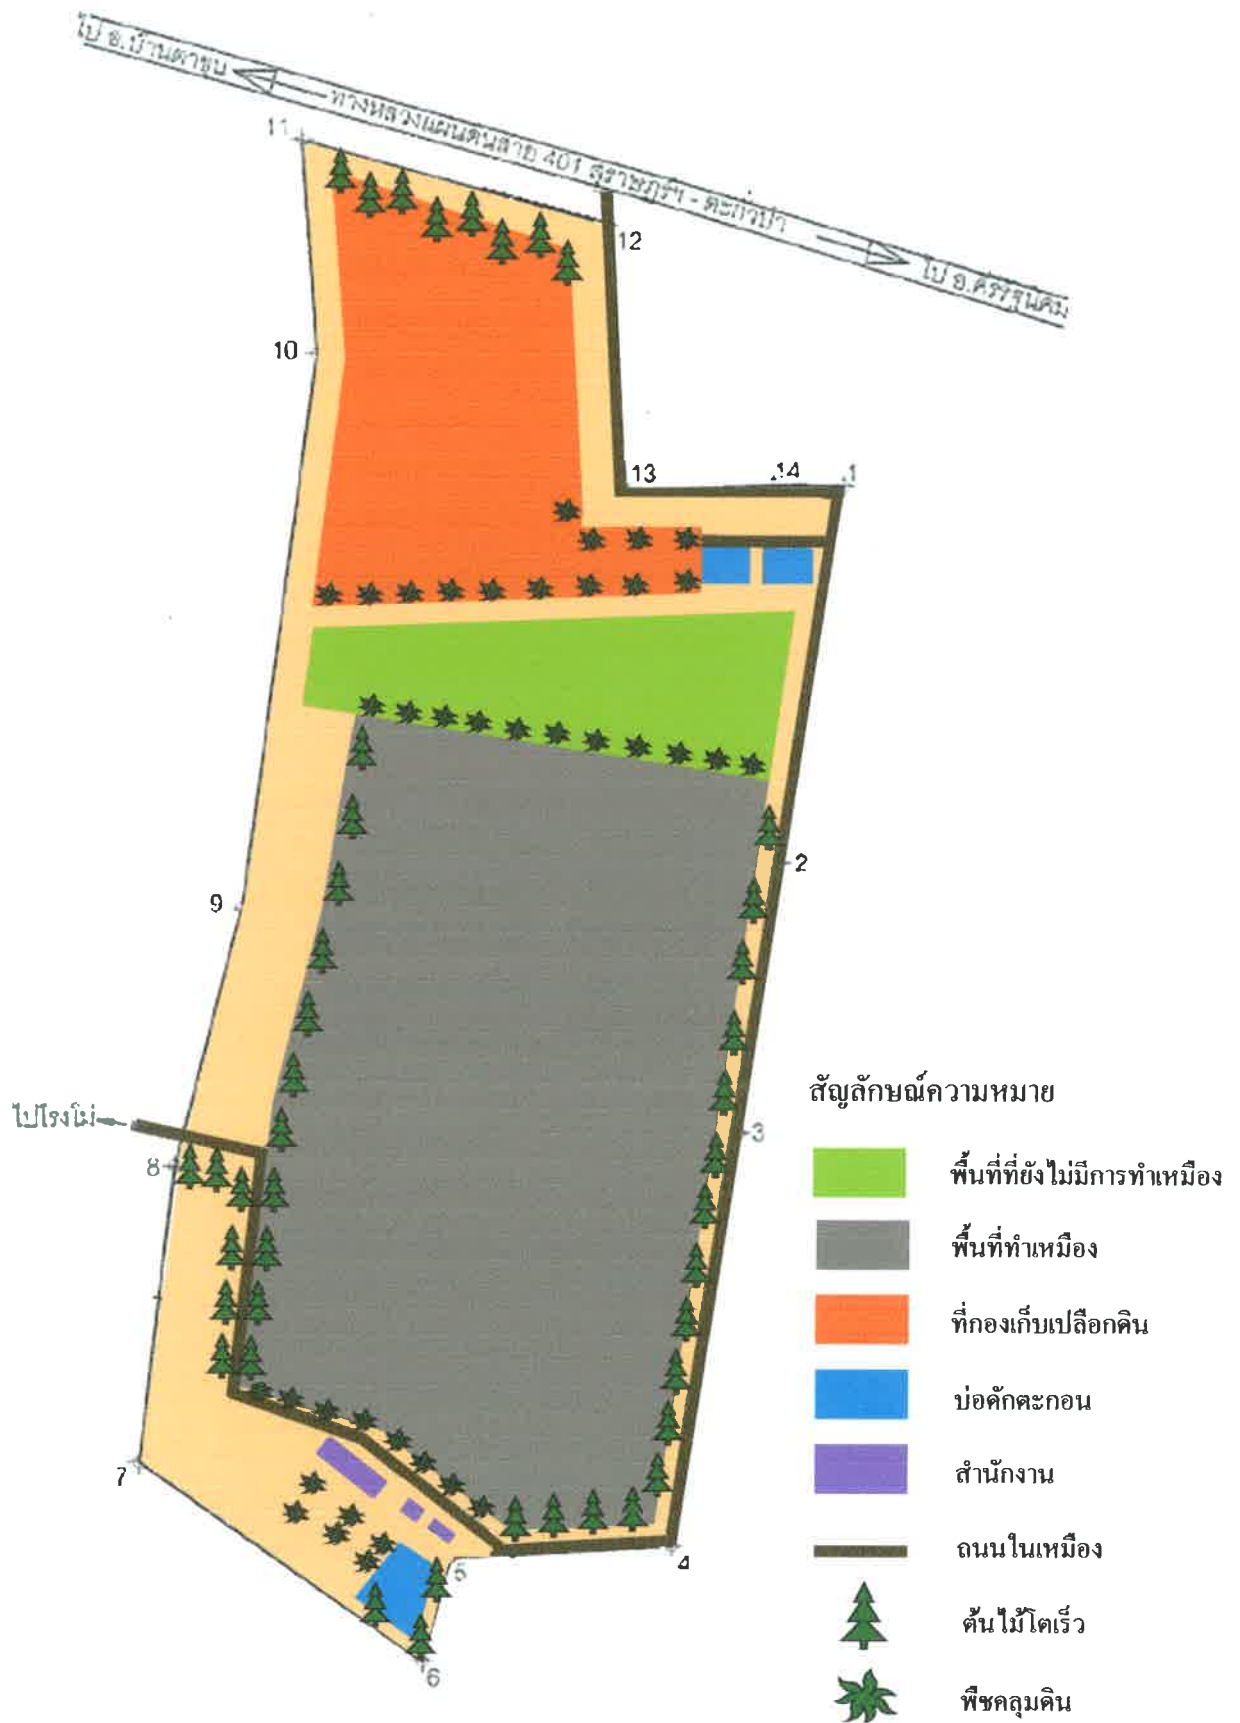 ไป อ.บ้านตาขุน
ทางหลวงแผ่นดินสาย 401 สุราษฎร์ฯ - ตะกั่วป่า
ไป อ.คีรีรัฐนิคม
11
12
10
13
14
1
2
9
3
ไปโรงโม่
8
7
5
4
6
สัญลักษณ์ความหมาย
พื้นที่ที่ยังไม่มีการทำเหมือง
พื้นที่ทำเหมือง
ที่กองเก็บเปลือกดิน
บ่อดักตะกอน
สำนักงาน
ถนนในเหมือง
ต้นไม้โตเร็ว
พืชคลุมดิน